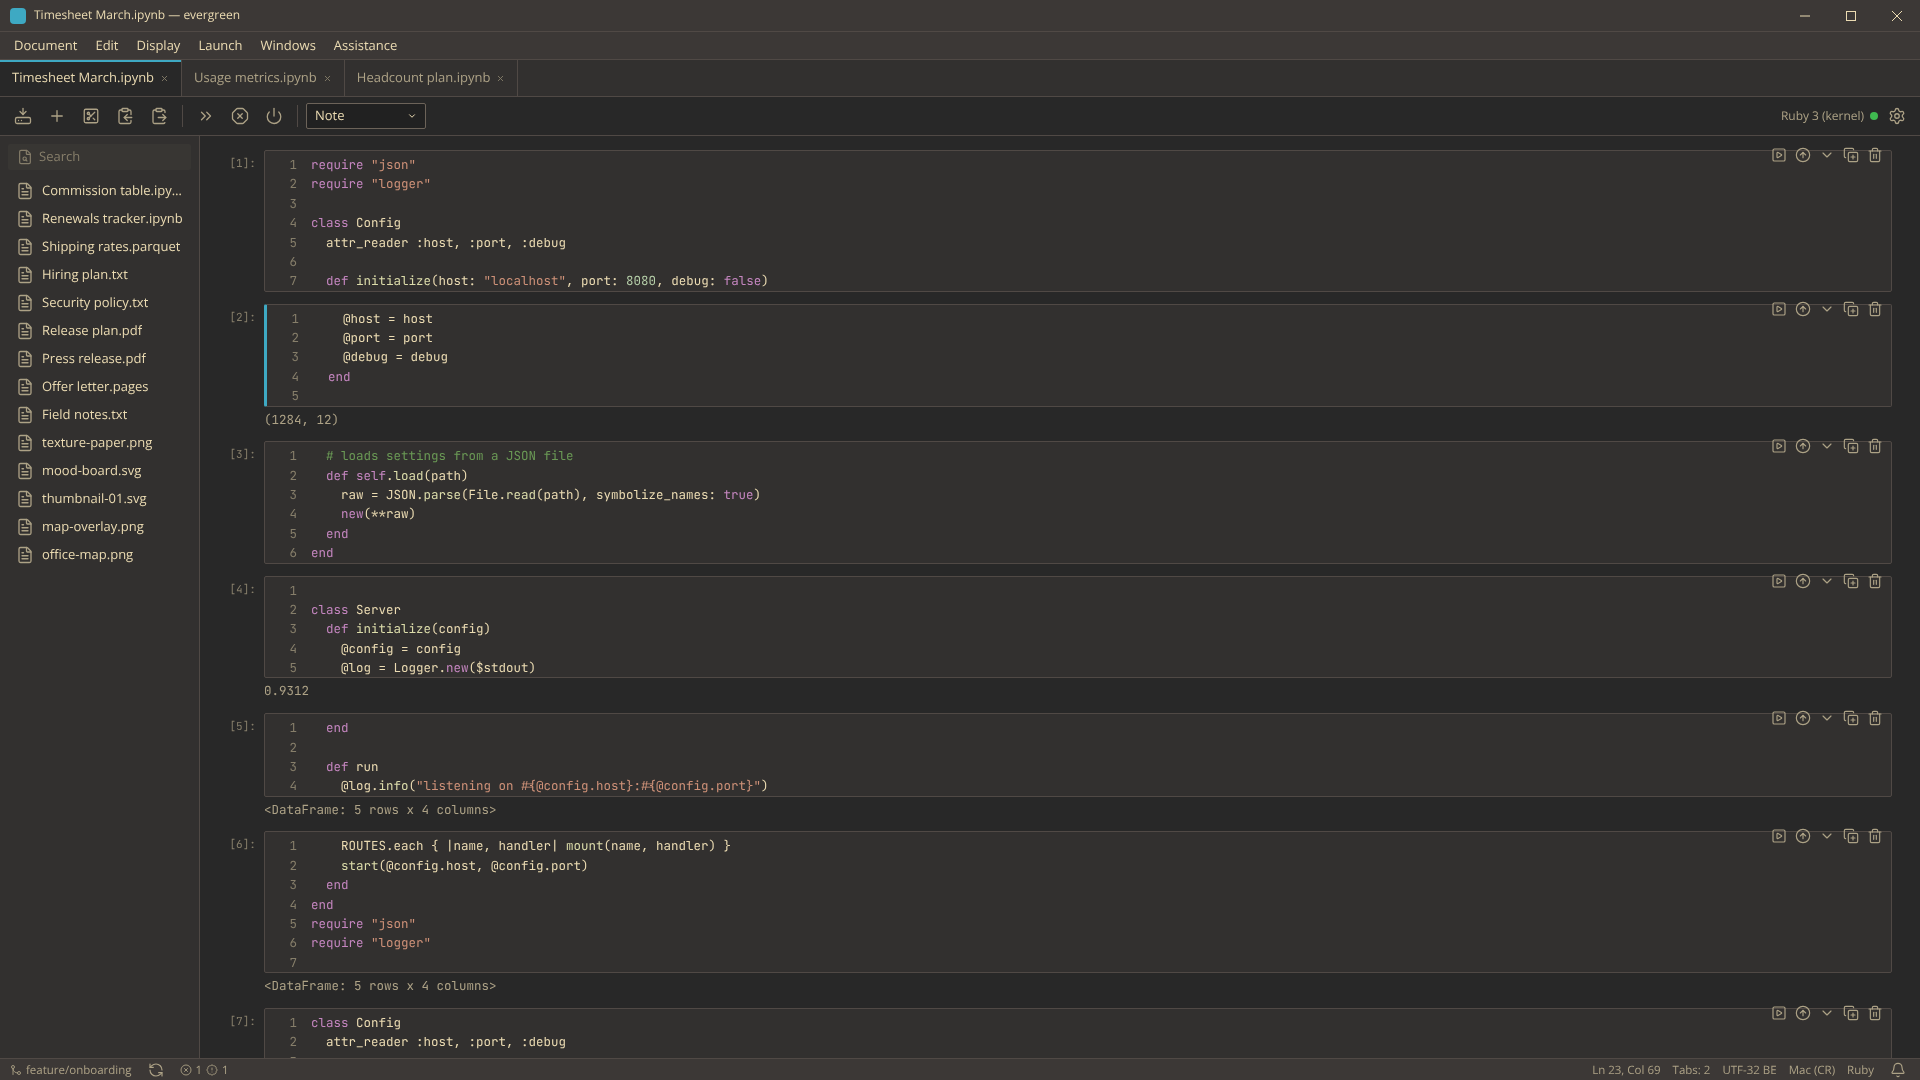 Timesheet March.ipynb — evergreen
Document Edit Display Launch Windows Assistance
Timesheet March.ipynb Usage metrics.ipynb Headcount plan.ipynb
Note Ruby 3 (kernel)
Search
Commission table.ipy...
Renewals tracker.ipynb
Shipping rates.parquet
Hiring plan.txt
Security policy.txt
Release plan.pdf
Press release.pdf
Offer letter.pages
Field notes.txt
texture-paper.png
mood-board.svg
thumbnail-01.svg
map-overlay.png
office-map.png
[1]:
1 require "json"
2 require "logger"
3
4 class Config
5 attr_reader :host, :port, :debug
6
7 def initialize(host: "localhost", port: 8080, debug: false)
[2]:
1 @host = host
2 @port = port
3 @debug = debug
4 end
5
(1284, 12)
[3]:
1 # loads settings from a JSON file
2 def self.load(path)
3 raw = JSON.parse(File.read(path), symbolize_names: true)
4 new(**raw)
5 end
6 end
[4]:
1
2 class Server
3 def initialize(config)
4 @config = config
5 @log = Logger.new($stdout)
0.9312
[5]:
1 end
2
3 def run
4 @log.info("listening on #{@config.host}:#{@config.port}")
<DataFrame: 5 rows x 4 columns>
[6]:
1 ROUTES.each { |name, handler| mount(name, handler) }
2 start(@config.host, @config.port)
3 end
4 end
5 require "json"
6 require "logger"
7
<DataFrame: 5 rows x 4 columns>
[7]:
1 class Config
2 attr_reader :host, :port, :debug
feature/onboarding 1 1 Ln 23, Col 69 Tabs: 2 UTF-32 BE Mac (CR) Ruby